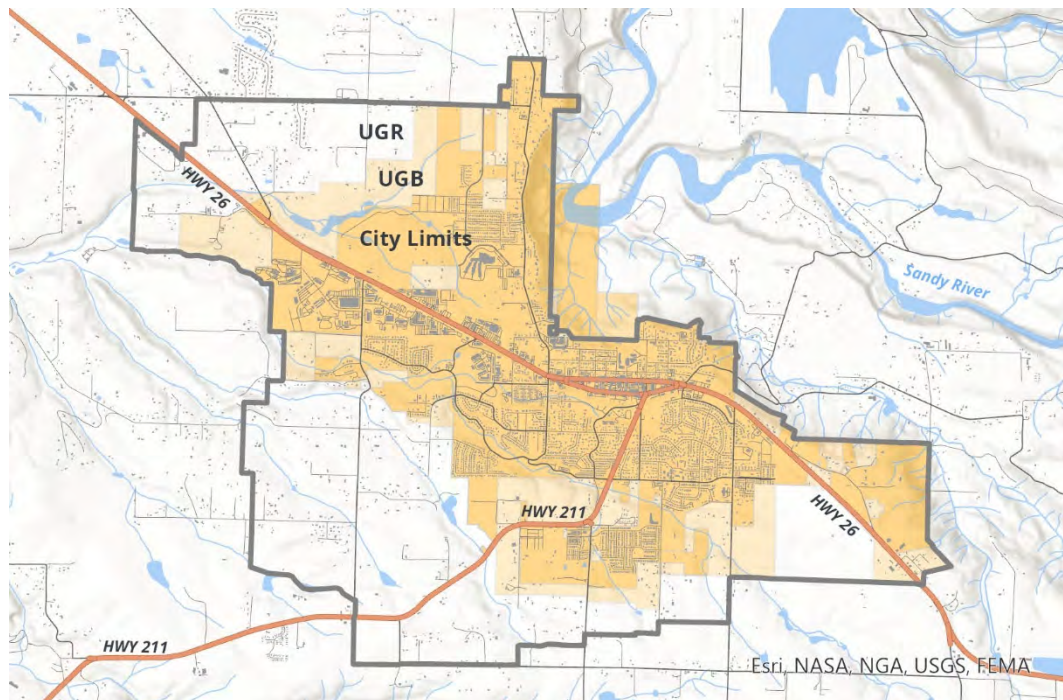 UGR
UGB
HWY 26
City Limits
Sandy River
HWY 26
HWY 211
HWY 211
Esri, NASA, NGA, USGS, FEMA